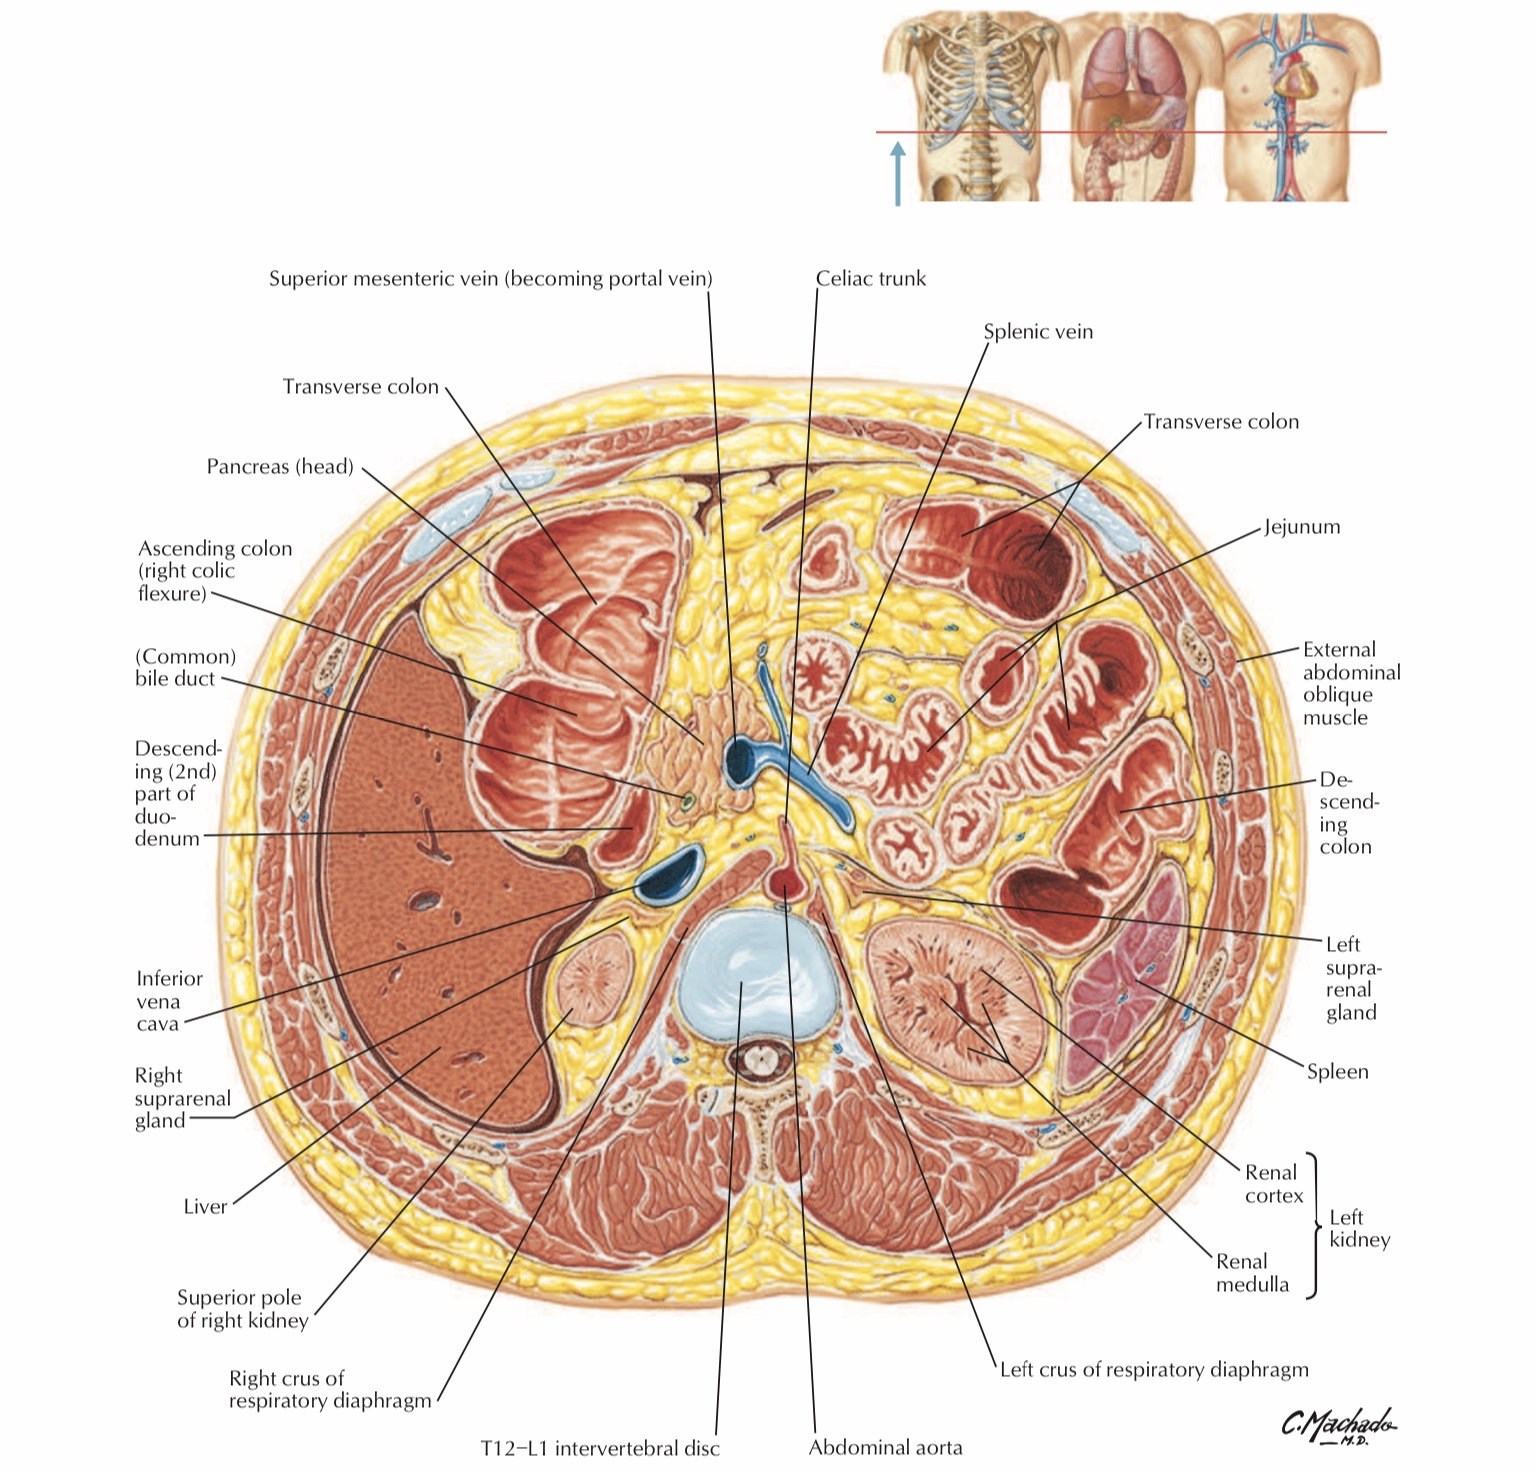 Superior mesenteric vein (becoming portal vein)
Celiac trunk
Splenic vein
Transverse colon
Transverse colon
Pancreas (head)
Jejunum
Ascending colon
(right colic
flexure)
External
abdominal
oblique
muscle
(Common)
bile duct
Descend-
ing (2nd)
part of
duo-
denum
De-
scend-
ing
colon
Left
supra-
renal
gland
Inferior
vena
cava
Spleen
Right
suprarenal
gland
Renal
cortex
Liver
Left
kidney
Renal
medulla
Superior pole
of right kidney
Left crus of respiratory diaphragm
Right crus of
respiratory diaphragm
T12–L1 intervertebral disc
Abdominal aorta
C.Machado
M.D.